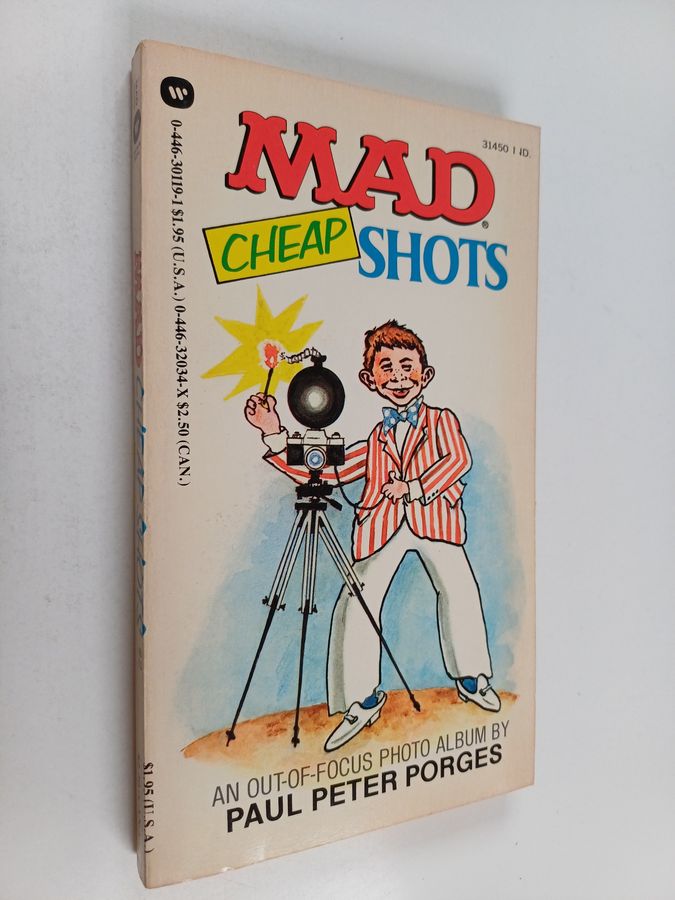 0-446-30119-1 $1.95 (U.S.A.) 0-446-32034-X $2.50 (CAN.)
31450 1 ND.
MAD®
CHEAP
SHOTS
AN OUT-OF-FOCUS PHOTO ALBUM BY
PAUL PETER PORGES
$1.95 (U.S.A.)